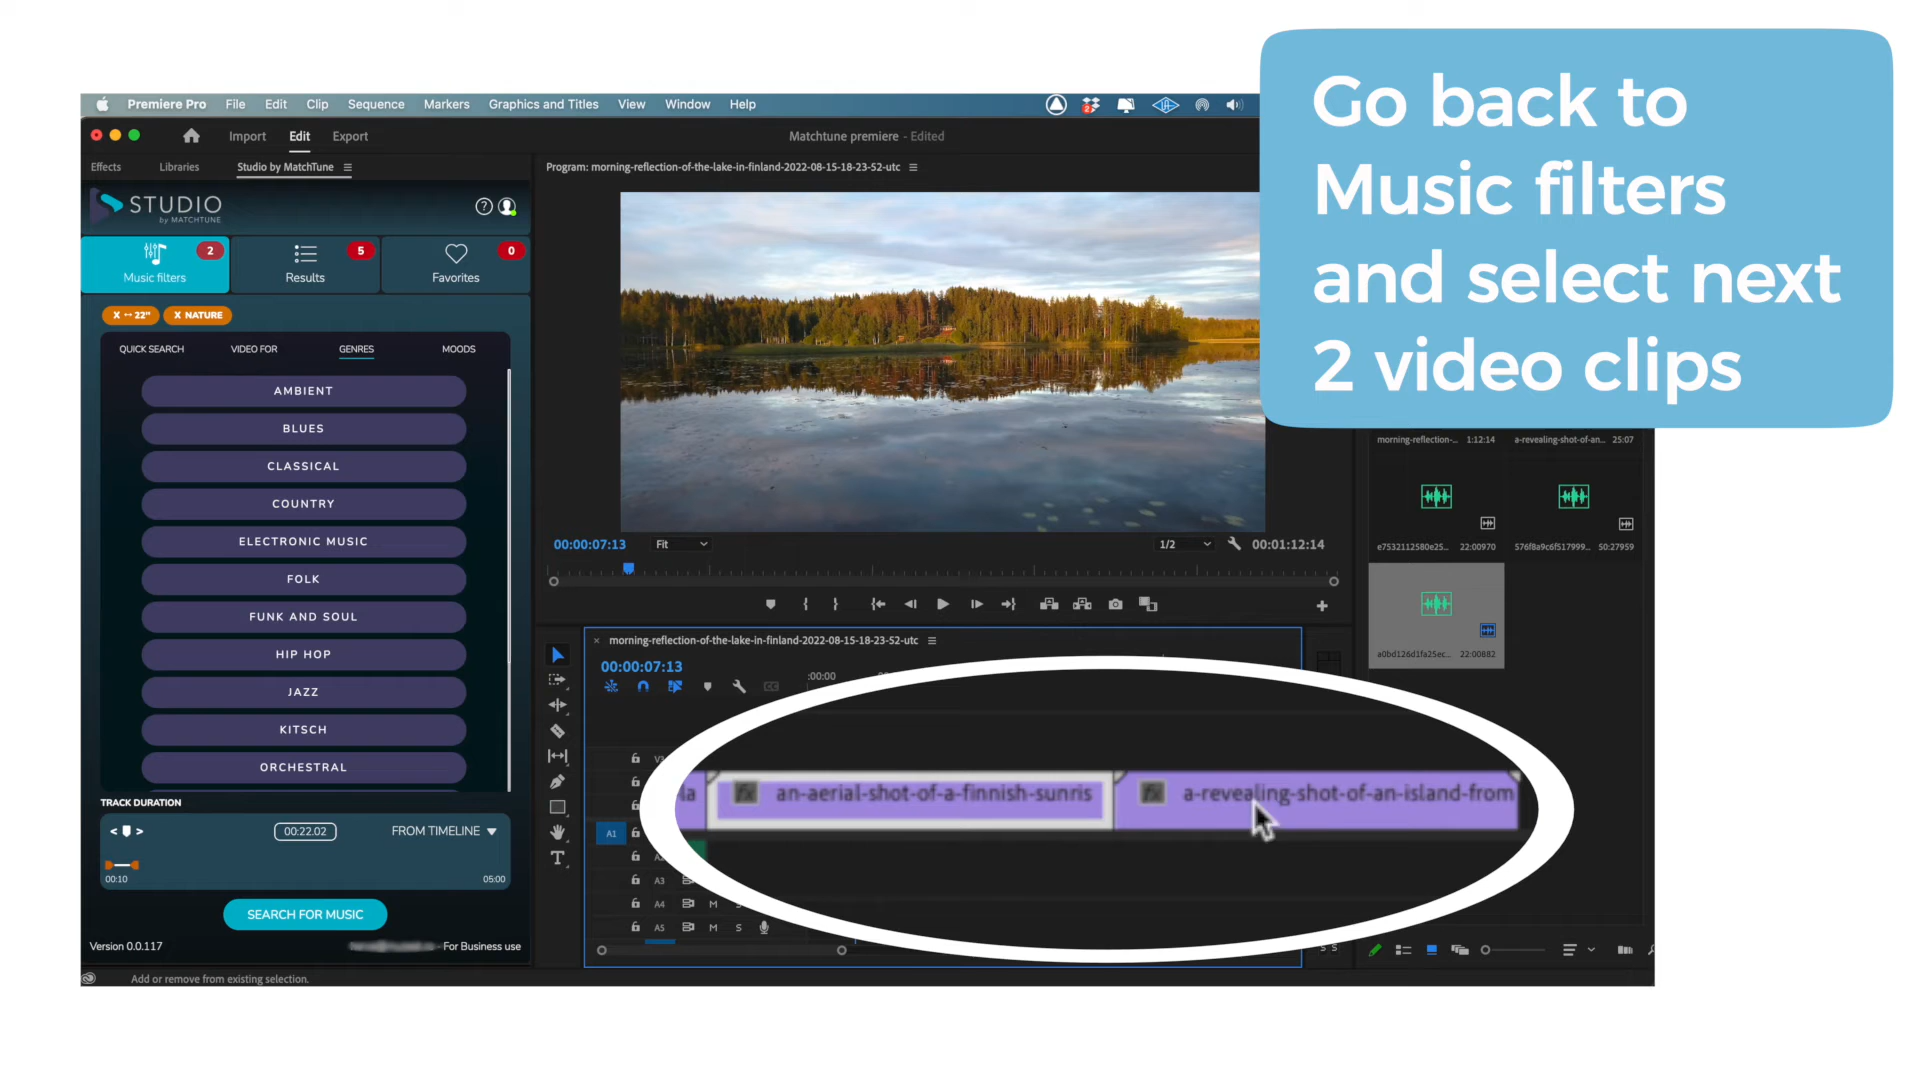 Go back to
Music filters
and select next
2 video clips
Premiere Pro File Edit Clip Sequence Markers Graphics and Titles View Window Help
Import Edit Export
Matchtune premiere - Edited
Effects Libraries Studio by MatchTune
Program: morning-reflection-of-the-lake-in-finland-2022-08-15-18-23-52-utc
STUDIO
by MATCHTUNE
2 5 0
Music filters Results Favorites
X ↔ 22" X NATURE
QUICK SEARCH VIDEO FOR GENRES MOODS
AMBIENT
BLUES
CLASSICAL
COUNTRY
ELECTRONIC MUSIC
FOLK
FUNK AND SOUL
HIP HOP
JAZZ
KITSCH
ORCHESTRAL
TRACK DURATION
< > 00:22.02 FROM TIMELINE
00:10 05:00
SEARCH FOR MUSIC
Version 0.0.117 - For Business use
Add or remove from existing selection.
00:00:07:13 Fit 1/2 00:01:12:14
morning-reflection-of-the-lake-in-finland-2022-08-15-18-23-52-utc
00:00:07:13
:00:00
fx an-aerial-shot-of-a-finnish-sunris fx a-revealing-shot-of-an-island-from
A1
A3
A4 M S
A5 M S
morning-reflection-... 1:12:14 a-revealing-shot-of-an... 25:07
e7532112580e25... 22:00970 576f8a9c6f517999... 50:27959
a0bd126d1fa25ec... 22:00882
S S